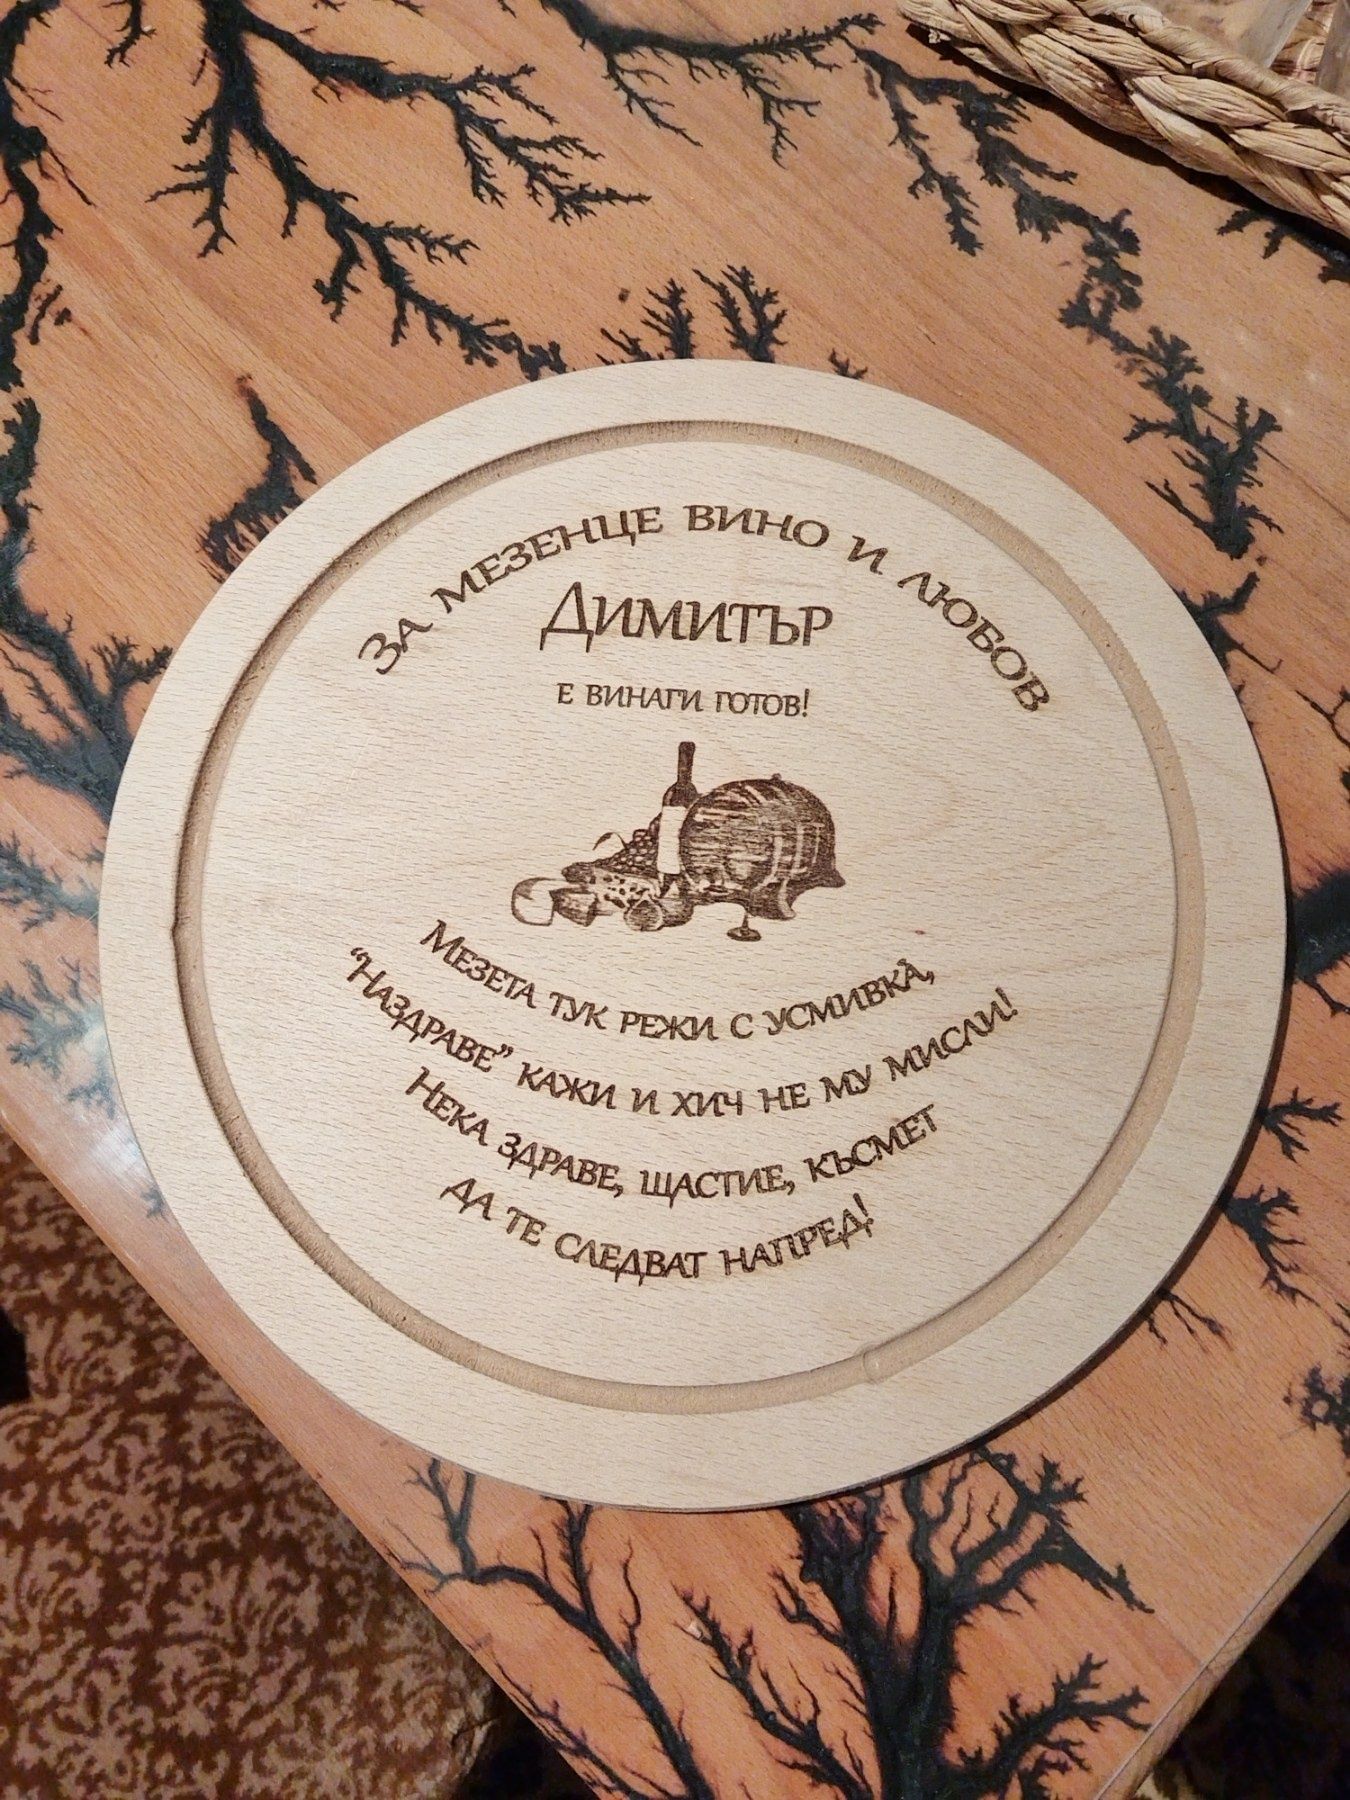 ЗА МЕЗЕНЦЕ ВИНО И ЛЮБОВ
ДИМИТЪР
Е ВИНАГИ ГОТОВ!
МЕЗЕТА ТУК РЕЖИ С УСМИВКА,
“НАЗДРАВЕ” КАЖИ И ХИЧ НЕ МУ МИСЛИ!
НЕКА ЗДРАВЕ, ЩАСТИЕ, КЪСМЕТ
ДА ТЕ СЛЕДВАТ НАПРЕД!